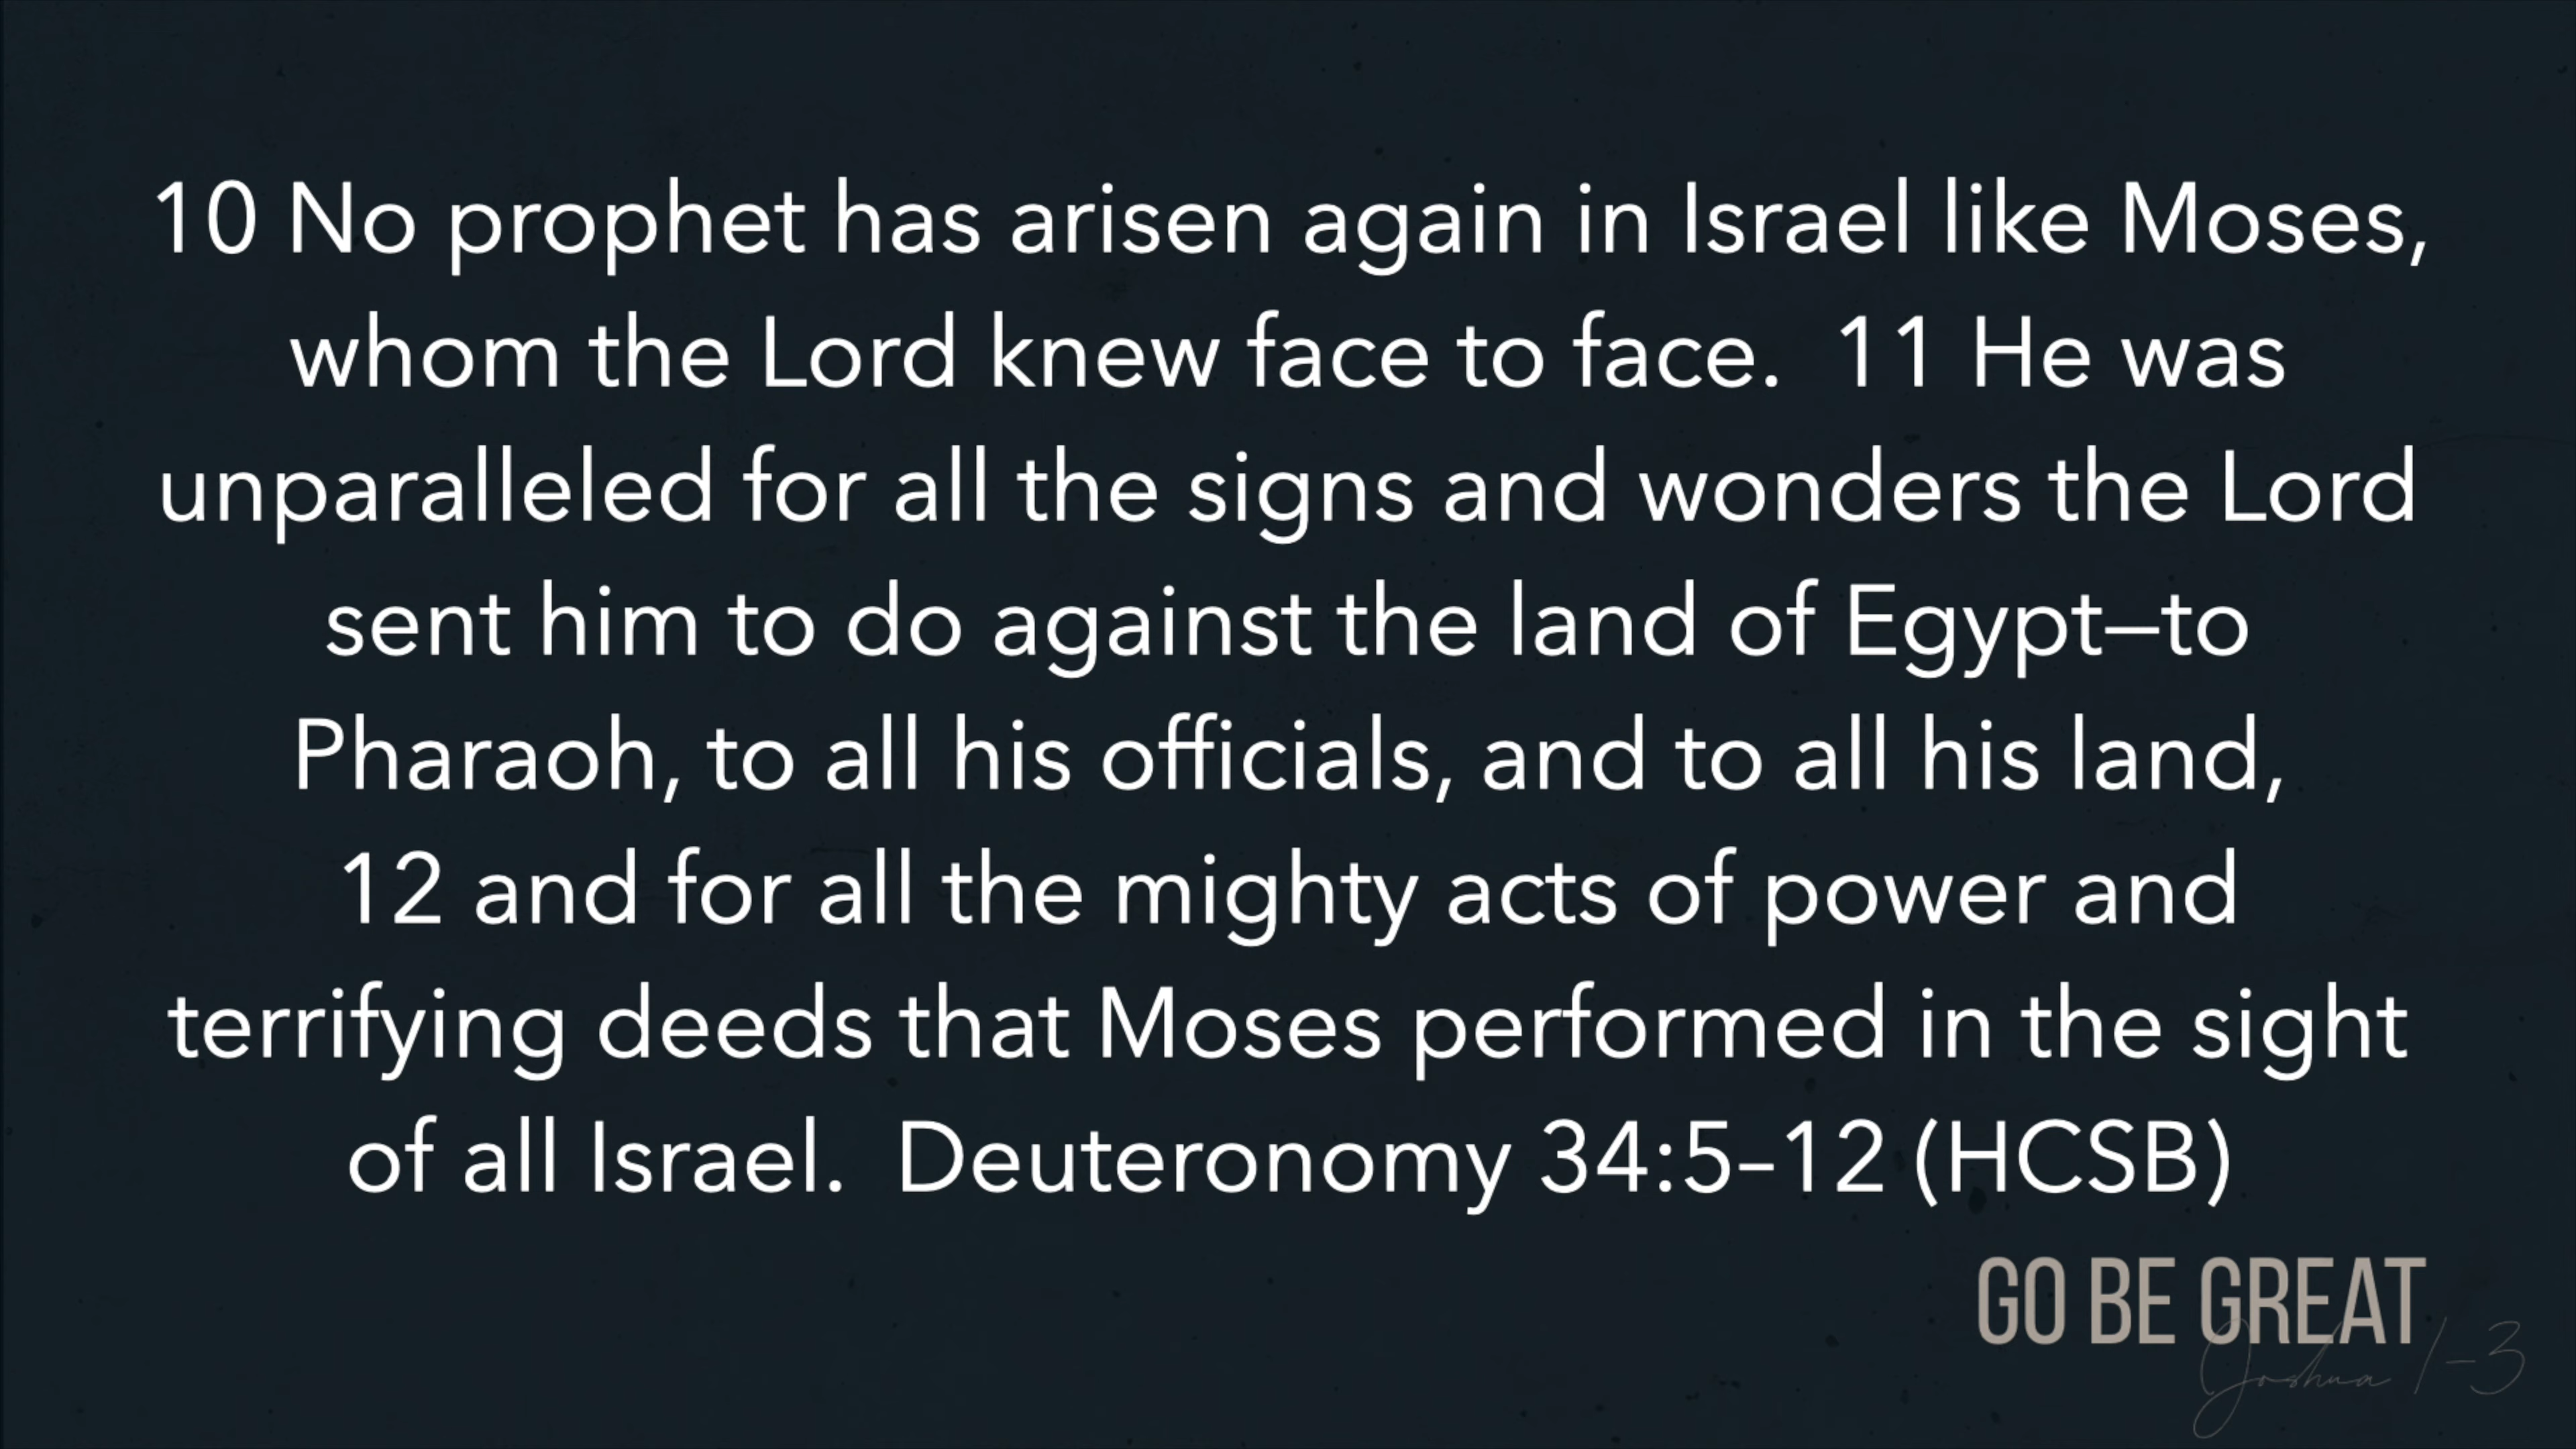 10 No prophet has arisen again in Israel like Moses,
whom the Lord knew face to face.  11 He was
unparalleled for all the signs and wonders the Lord
sent him to do against the land of Egypt—to
Pharaoh, to all his officials, and to all his land,
12 and for all the mighty acts of power and
terrifying deeds that Moses performed in the sight
of all Israel.  Deuteronomy 34:5–12 (HCSB)
GO BE GREAT
Joshua 1-3